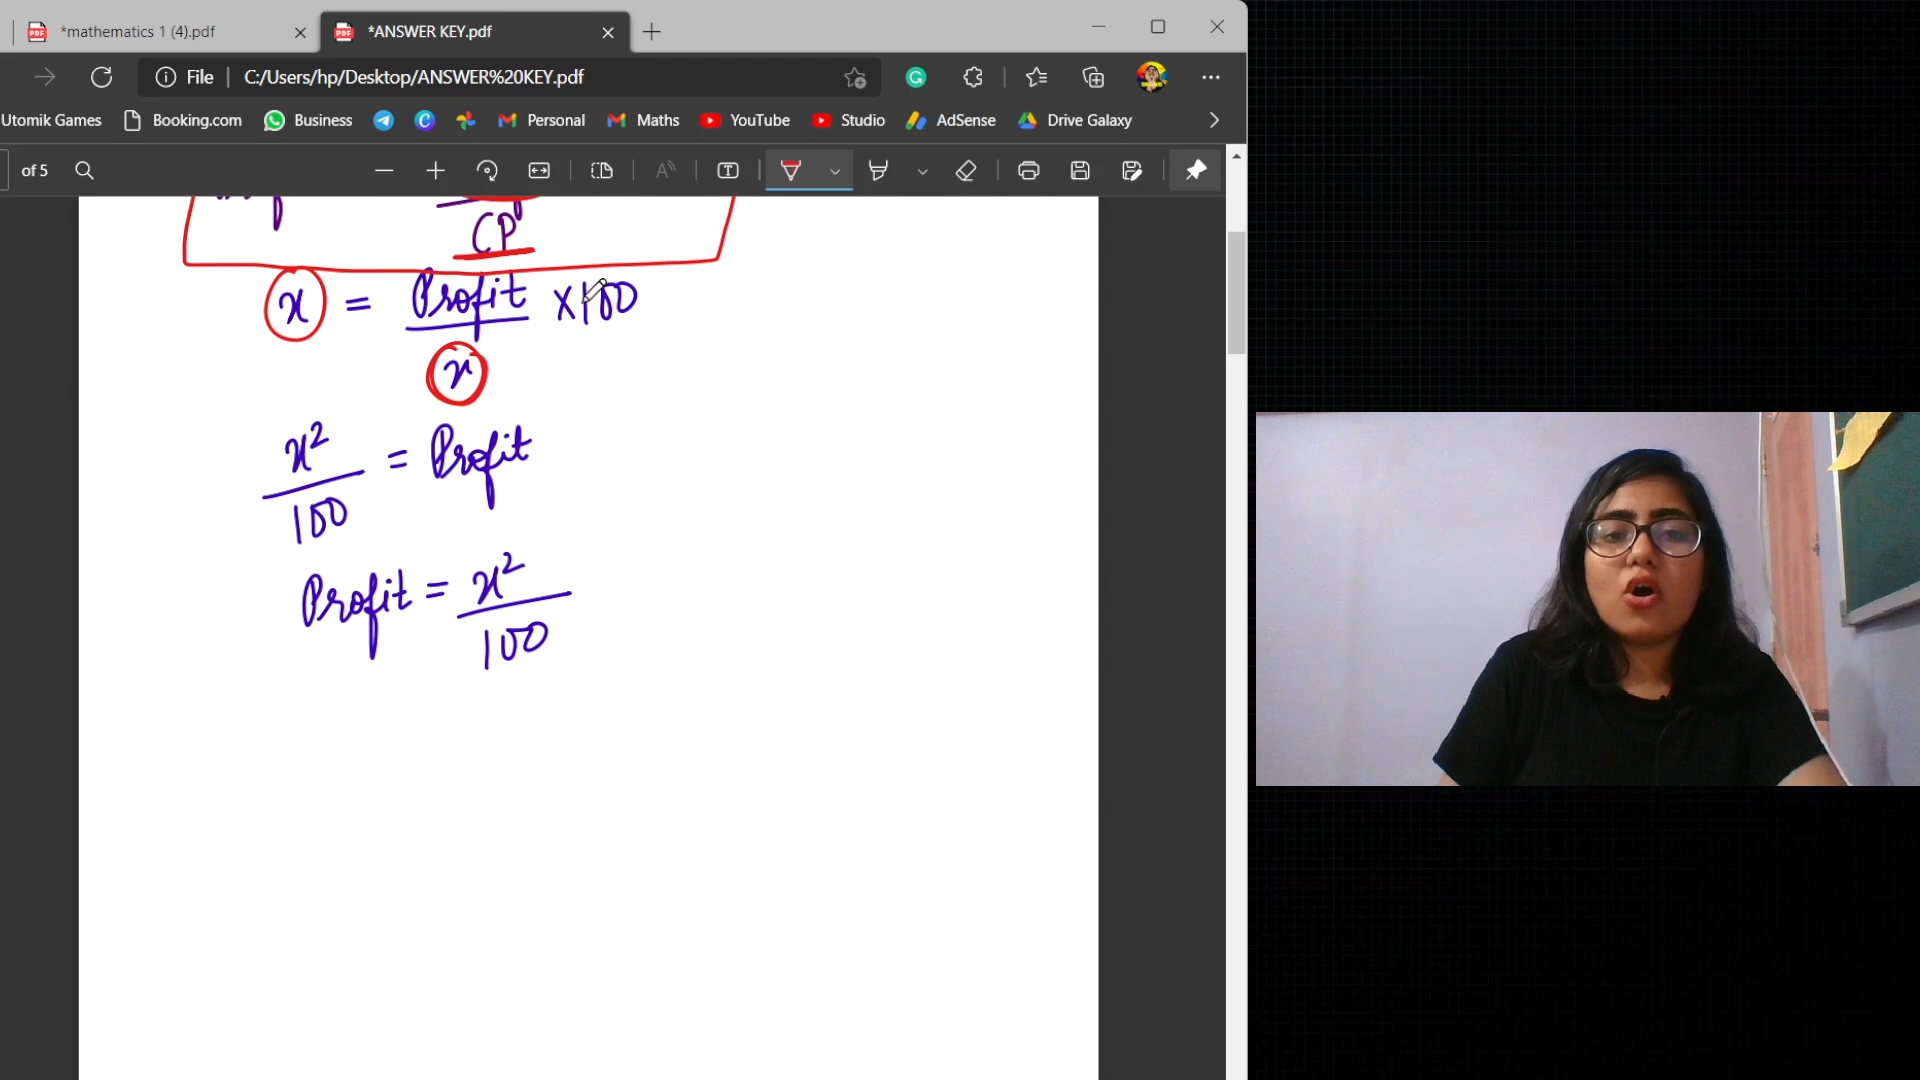 *mathematics 1 (4).pdf
*ANSWER KEY.pdf
File C:/Users/hp/Desktop/ANSWER%20KEY.pdf
Utomik Games Booking.com Business Personal Maths YouTube Studio AdSense Drive Galaxy
of 5
CP
x = Profit × 100
x
x² = Profit
100
Profit = x²
100